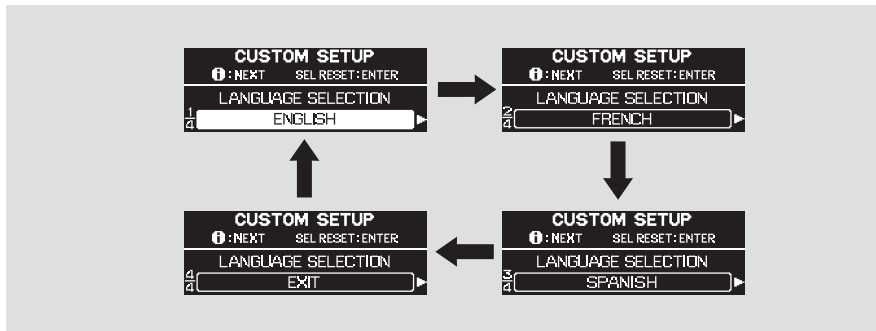 CUSTOM SETUP
i:NEXT SEL RESET:ENTER
LANGUAGE SELECTION
1/4 ENGLISH
CUSTOM SETUP
i:NEXT SEL RESET:ENTER
LANGUAGE SELECTION
2/4 FRENCH
CUSTOM SETUP
i:NEXT SEL RESET:ENTER
LANGUAGE SELECTION
4/4 EXIT
CUSTOM SETUP
i:NEXT SEL RESET:ENTER
LANGUAGE SELECTION
3/4 SPANISH